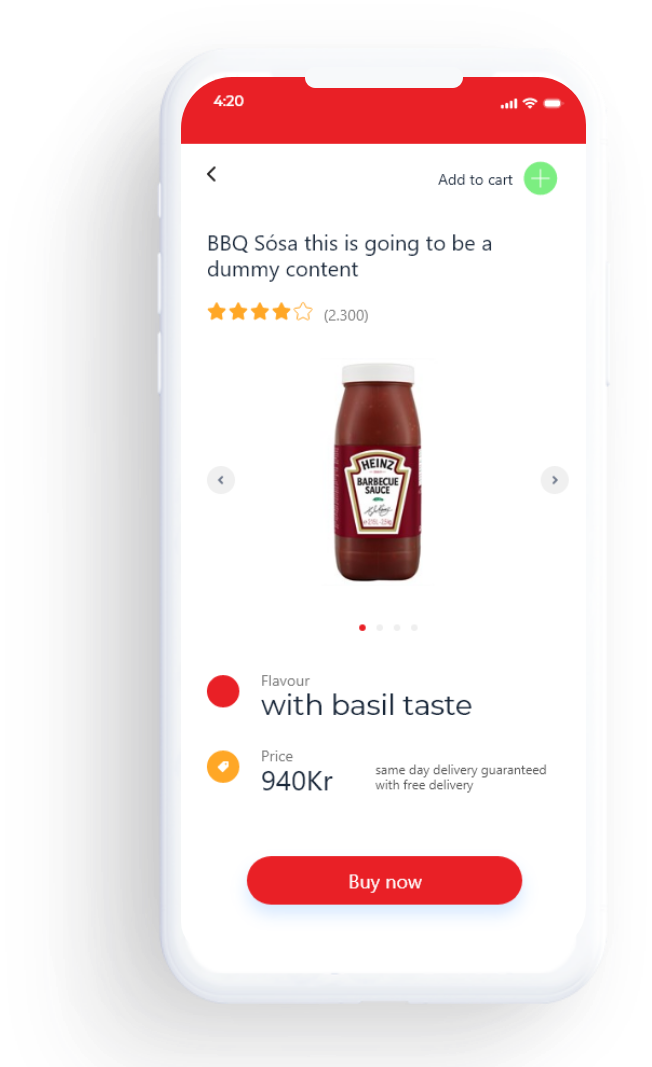 4:20
Add to cart
BBQ Sósa this is going to be a
dummy content
(2.300)
HEINZ
BARBECUE
SAUCE
Flavour
with basil taste
Price
940Kr
same day delivery guaranteed
with free delivery
Buy now